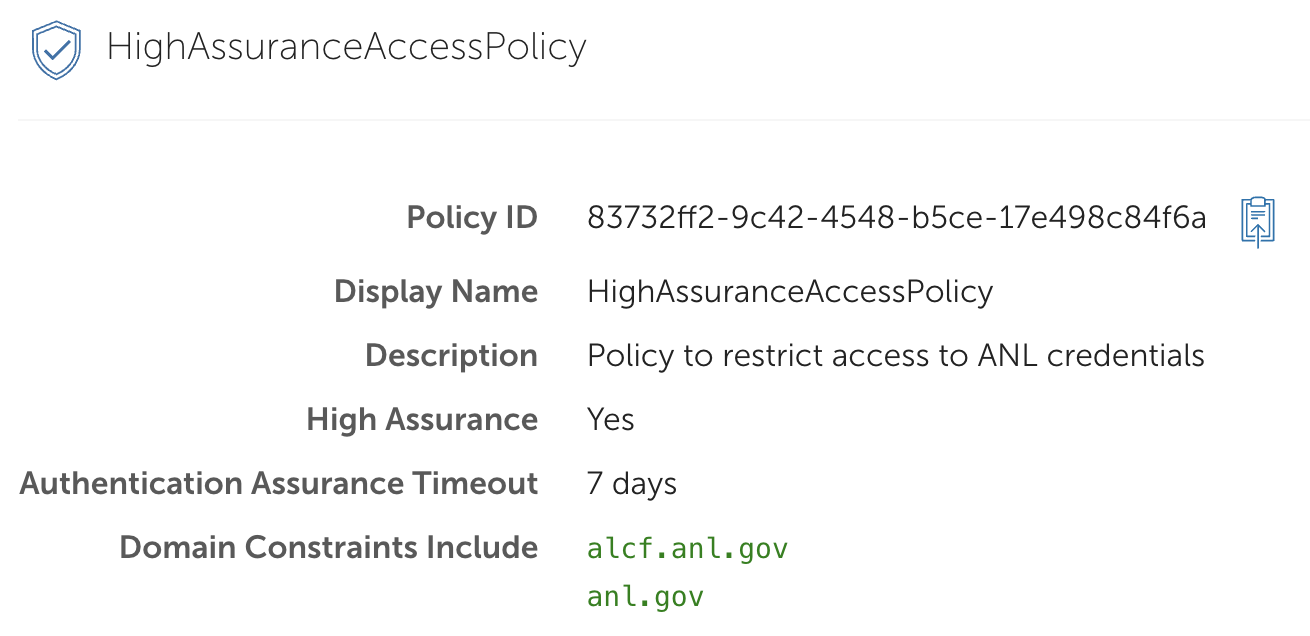 HighAssuranceAccessPolicy
Policy ID 83732ff2-9c42-4548-b5ce-17e498c84f6a
Display Name HighAssuranceAccessPolicy
Description Policy to restrict access to ANL credentials
High Assurance Yes
Authentication Assurance Timeout 7 days
Domain Constraints Include alcf.anl.gov
anl.gov